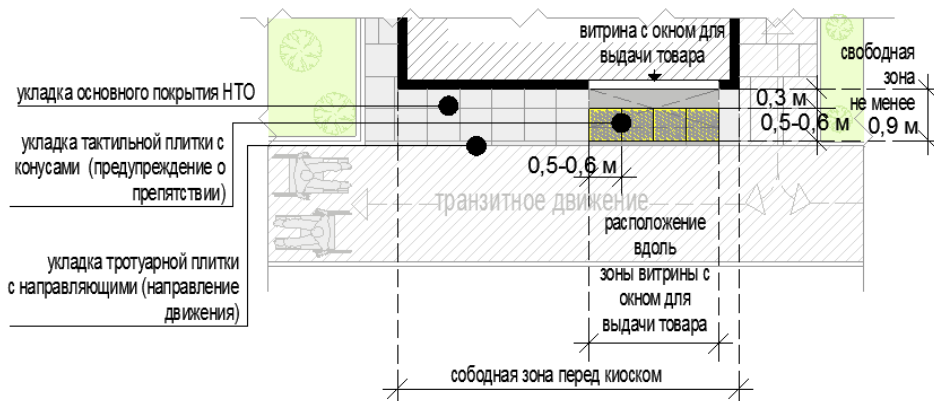 витрина с окном для
выдачи товара
свободная
зона
не менее
0,9 м
0,3 м
0,5-0,6 м
укладка основного покрытия НТО
укладка тактильной плитки с
конусами (предупреждение о
препятствии)
0,5-0,6 м
транзитное движение
укладка тротуарной плитки
с направляющими (направление
движения)
расположение
вдоль
зоны витрины с
окном для
выдачи товара
сободная зона перед киоском